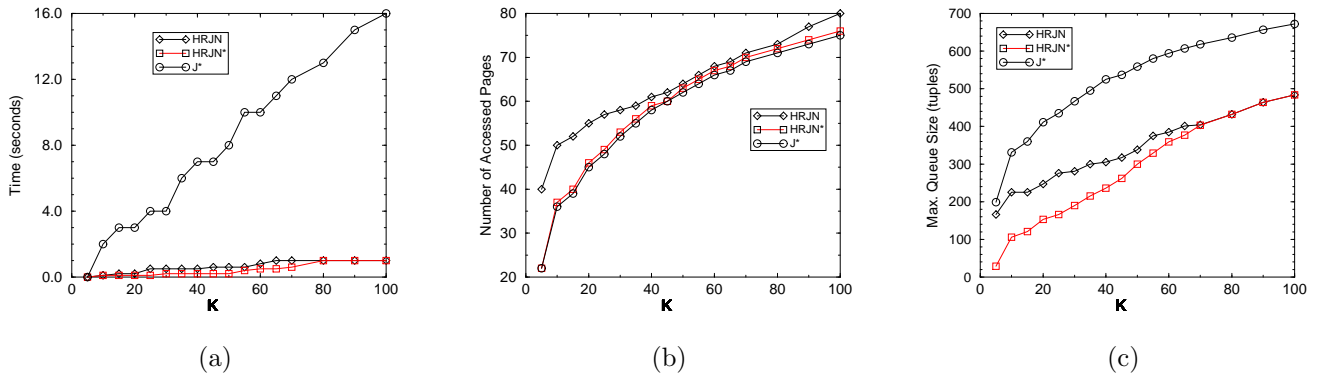 16.0
12.0
8.0
4.0
0.0
Time (seconds)
HRJN
HRJN*
J*
0 20 40 60 80 100
K
(a)
80
70
60
50
40
30
20
Number of Accessed Pages
HRJN
HRJN*
J*
0 20 40 60 80 100
K
(b)
700
600
500
400
300
200
100
0
Max. Queue Size (tuples)
HRJN
HRJN*
J*
0 20 40 60 80 100
K
(c)